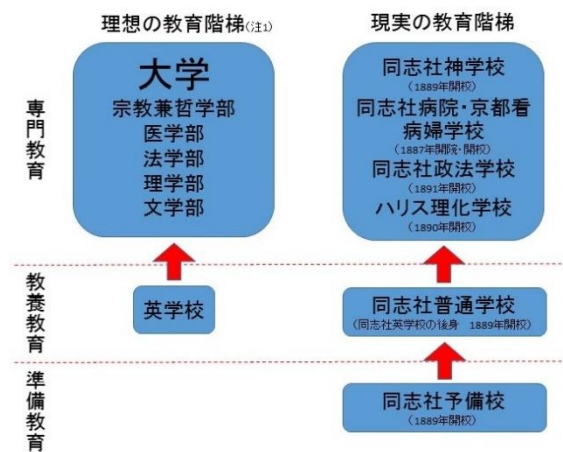 理想の教育階梯(注1)
現実の教育階梯
専門教育
大学
宗教兼哲学部
医学部
法学部
理学部
文学部
同志社神学校
(1889年開校)
同志社病院・京都看
病婦学校
(1887年開院・開校)
同志社政法学校
(1891年開校)
ハリス理化学校
(1890年開校)
教養教育
英学校
同志社普通学校
(同志社英学校の後身 1889年開校)
準備教育
同志社予備校
(1889年開校)